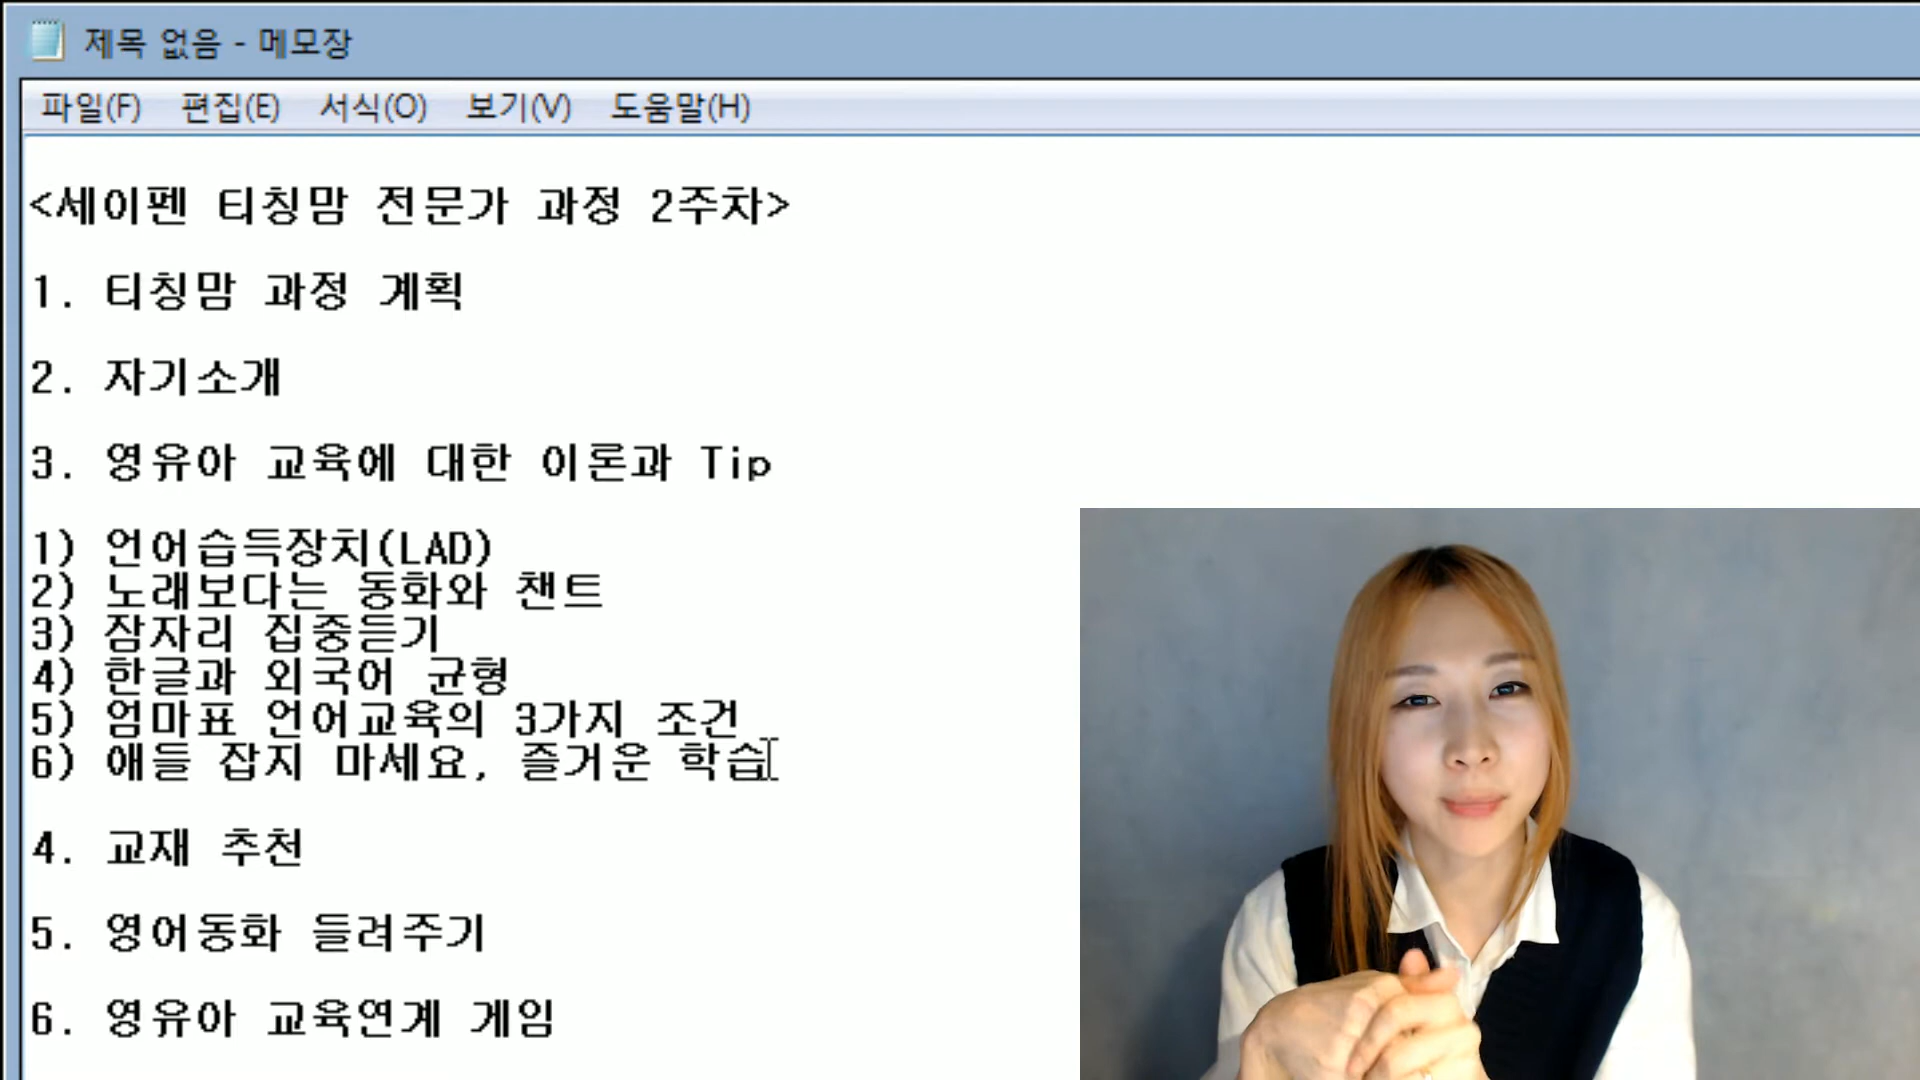 제목 없음 - 메모장
파일(F) 편집(E) 서식(O) 보기(V) 도움말(H)
<세이펜 티칭맘 전문가 과정 2주차>
1. 티칭맘 과정 계획
2. 자기소개
3. 영유아 교육에 대한 이론과 Tip
1) 언어습득장치(LAD)
2) 노래보다는 동화와 챈트
3) 잠자리 집중듣기
4) 한글과 외국어 균형
5) 엄마표 언어교육의 3가지 조건
6) 애들 잡지 마세요, 즐거운 학습
4. 교재 추천
5. 영어동화 들려주기
6. 영유아 교육연계 게임